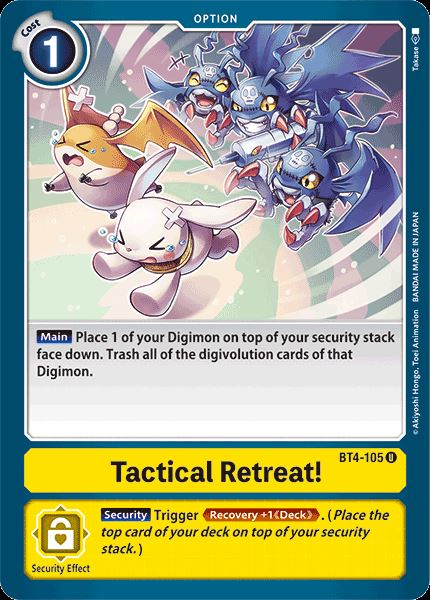 OPTION
Cost
1
Takase
Main Place 1 of your Digimon on top of your security stack
face down. Trash all of the digivolution cards of that
Digimon.
©Akiyoshi Hongo, Toei Animation BANDAI MADE IN JAPAN
BT4-105 U
Tactical Retreat!
Security Trigger Recovery +1《Deck》. (Place the
top card of your deck on top of your security
stack.)
Security Effect